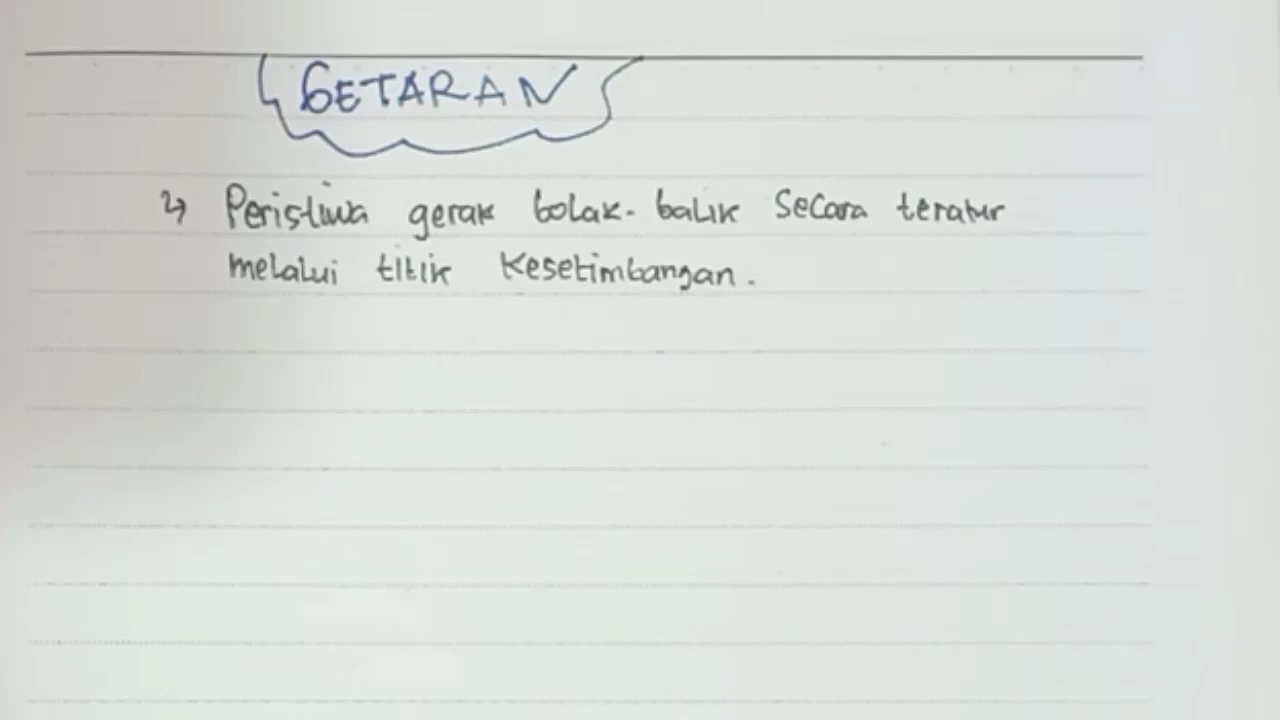 GETARAN
↳ Peristiwa gerak bolak-balik secara teratur
melalui titik kesetimbangan.